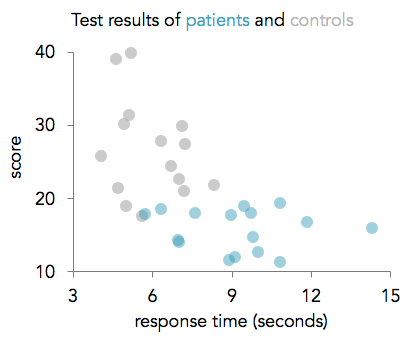 Test results of patients and controls
40
30
20
10
score
3 6 9 12 15
response time (seconds)